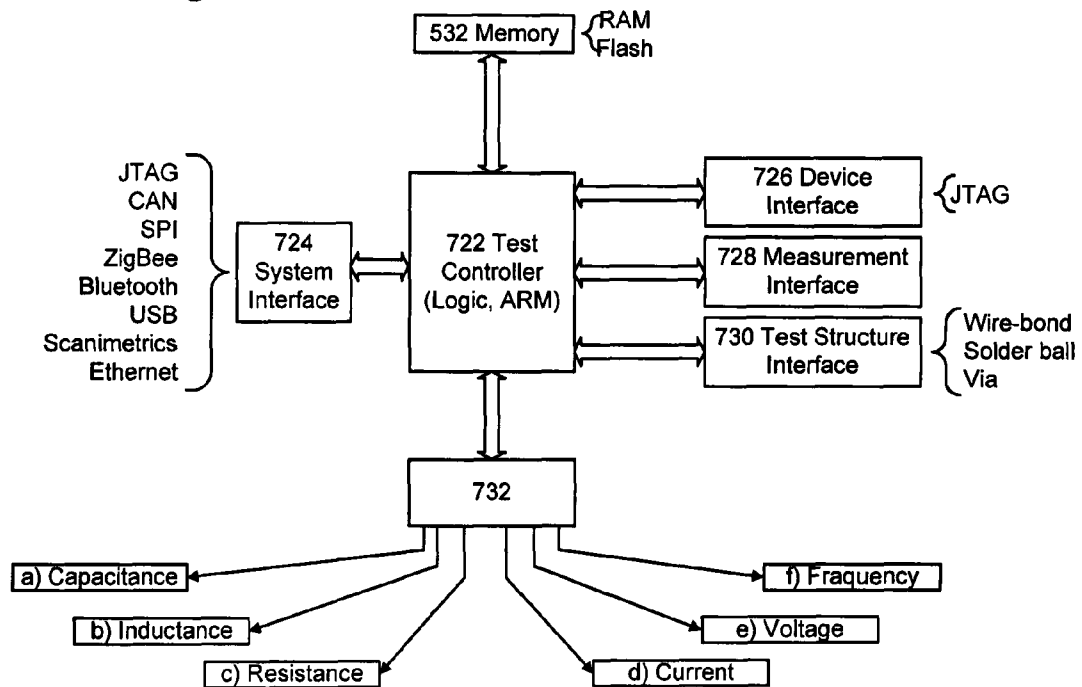 532 Memory
RAM
Flash
JTAG
CAN
SPI
ZigBee
Bluetooth
USB
Scanimetrics
Ethernet
724
System
Interface
722 Test
Controller
(Logic, ARM)
726 Device
Interface
JTAG
728 Measurement
Interface
730 Test Structure
Interface
Wire-bond
Solder ball
Via
732
a) Capacitance
b) Inductance
c) Resistance
d) Current
e) Voltage
f) Fraquency